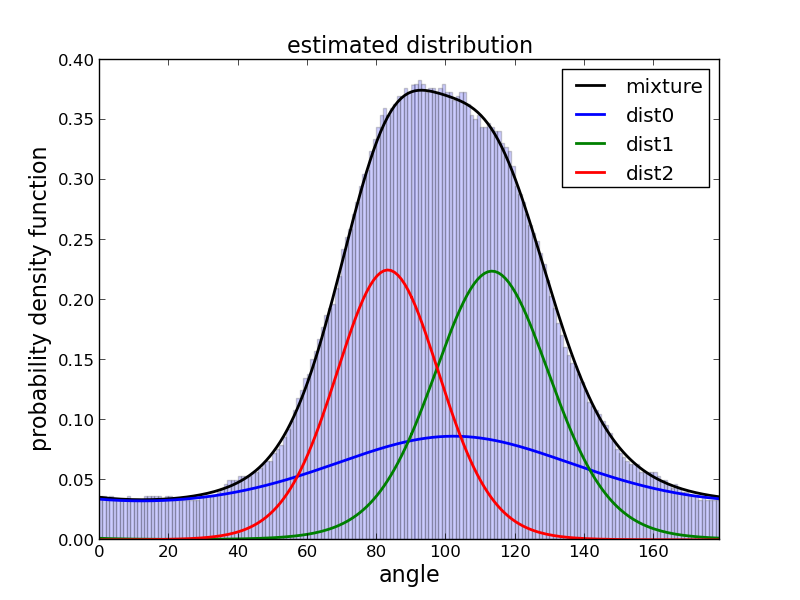 estimated distribution
mixture
dist0
dist1
dist2
probability density function
0.40
0.35
0.30
0.25
0.20
0.15
0.10
0.05
0.00
0 20 40 60 80 100 120 140 160
angle